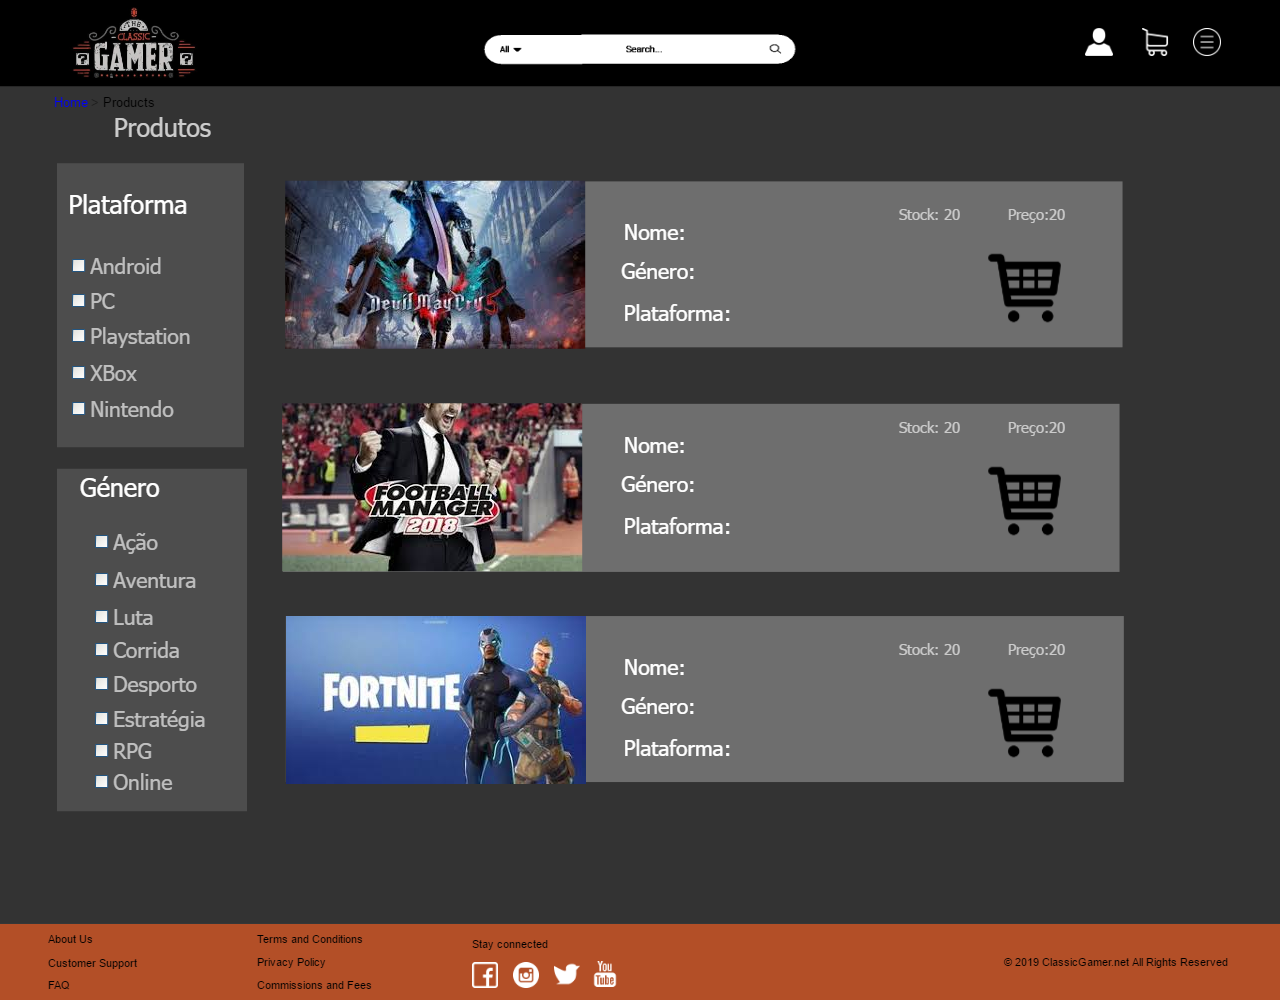 THE
CLASSIC
GAMER
All
Search...
Home > Products
Produtos
Plataforma
Android
PC
Playstation
XBox
Nintendo
Género
Ação
Aventura
Luta
Corrida
Desporto
Estratégia
RPG
Online
Devil May Cry 5
Stock: 20 Preço:20
Nome:
Género:
Plataforma:
FOOTBALL
MANAGER
2018
Stock: 20 Preço:20
Nome:
Género:
Plataforma:
FORTNITE
Stock: 20 Preço:20
Nome:
Género:
Plataforma:
About Us
Customer Support
FAQ
Terms and Conditions
Privacy Policy
Commissions and Fees
Stay connected
You
Tube
© 2019 ClassicGamer.net All Rights Reserved